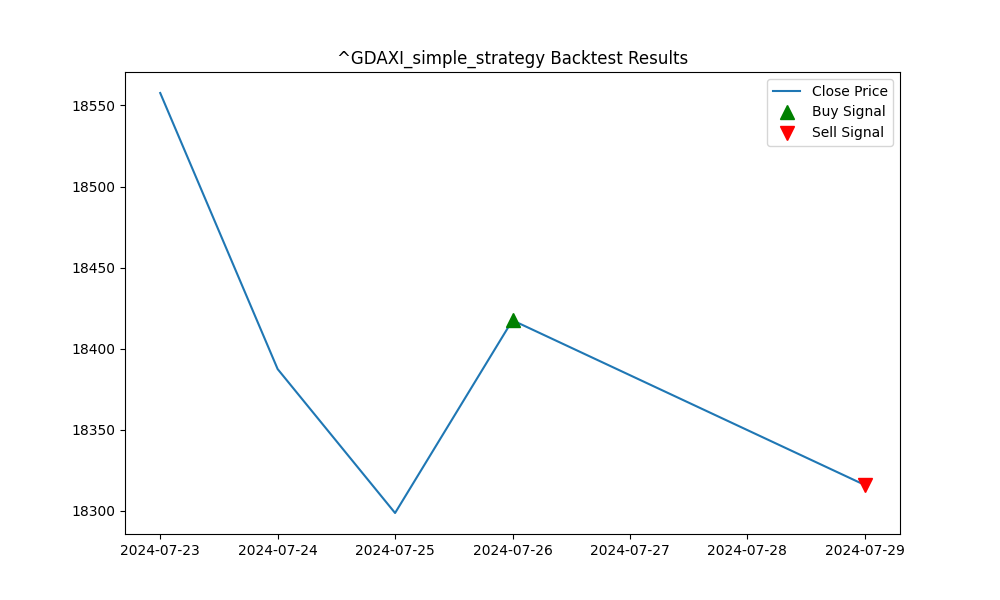 ^GDAXI_simple_strategy Backtest Results
Close Price
Buy Signal
Sell Signal
18550
18500
18450
18400
18350
18300
2024-07-23 2024-07-24 2024-07-25 2024-07-26 2024-07-27 2024-07-28 2024-07-29